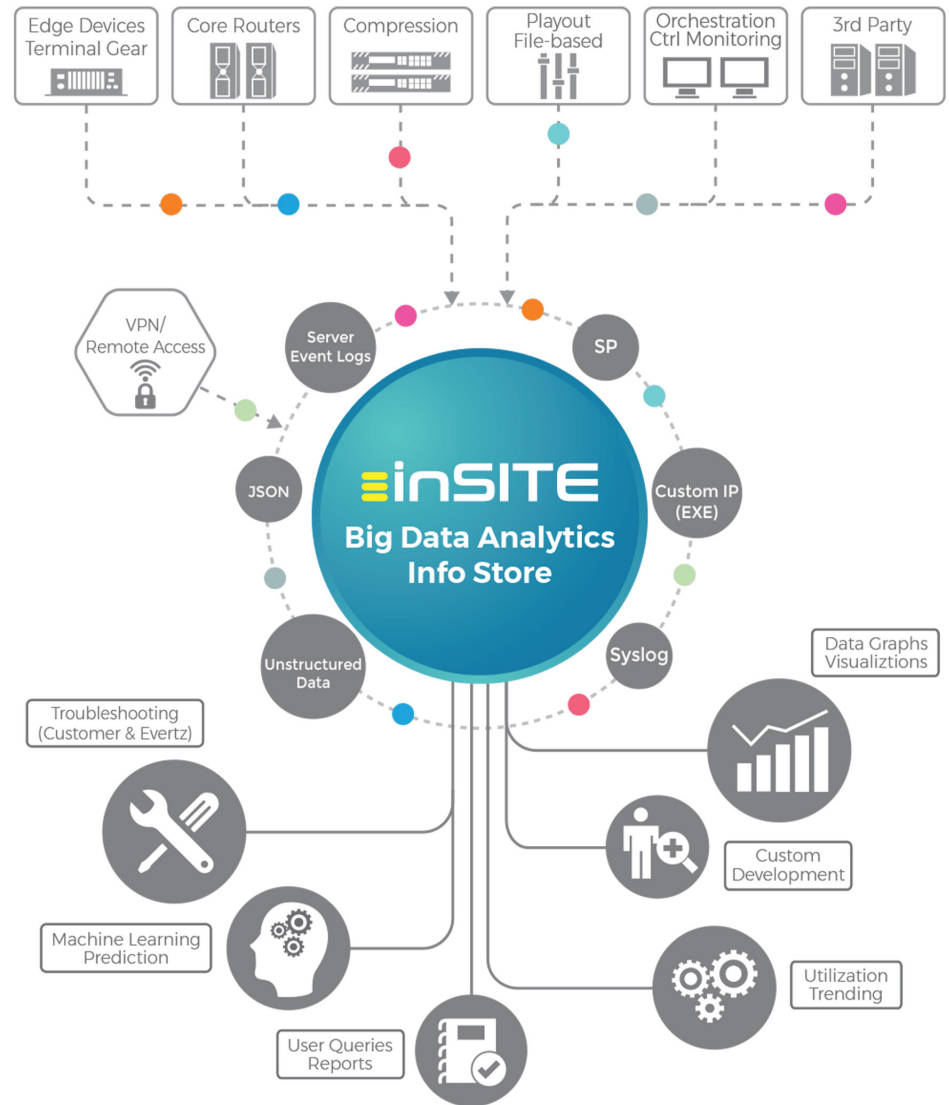 Edge Devices
Terminal Gear
Core Routers
Compression
Playout
File-based
Orchestration
Ctrl Monitoring
3rd Party
VPN/
Remote Access
Server
Event Logs
SP
JSON
Custom IP
(EXE)
inSITE
Big Data Analytics
Info Store
Unstructured
Data
Syslog
Data Graphs
Visualiztions
Troubleshooting
(Customer & Evertz)
Custom
Development
Machine Learning
Prediction
Utilization
Trending
User Queries
Reports